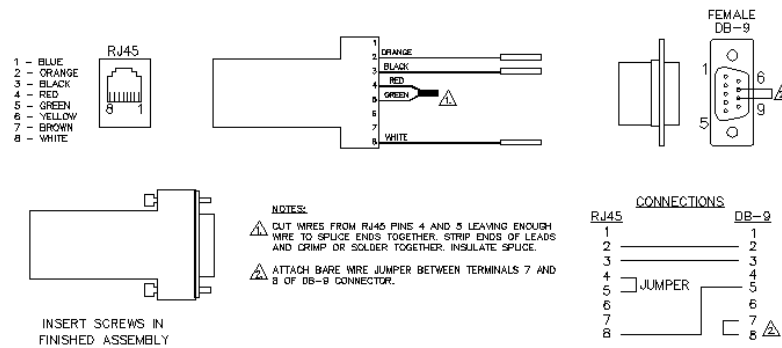 RJ45
1 - BLUE
2 - ORANGE
3 - BLACK
4 - RED
5 - GREEN
6 - YELLOW
7 - BROWN
8 - WHITE
8 1
1
2 ORANGE
3 BLACK
4 RED
5 GREEN
6
7
8 WHITE
1.
FEMALE
DB-9
1
6
5
9
2
INSERT SCREWS IN
FINISHED ASSEMBLY
NOTES:
1. CUT WIRES FROM RJ45 PINS 4 AND 5 LEAVING ENOUGH
WIRE TO SPLICE ENDS TOGETHER. STRIP ENDS OF LEADS
AND CRIMP OR SOLDER TOGETHER. INSULATE SPLICE.
2. ATTACH BARE WIRE JUMPER BETWEEN TERMINALS 7 AND
8 OF DB-9 CONNECTOR.
CONNECTIONS
RJ45 DB-9
1 1
2 2
3 3
4 4
5 JUMPER 5
6 6
7 7
8 8 2.